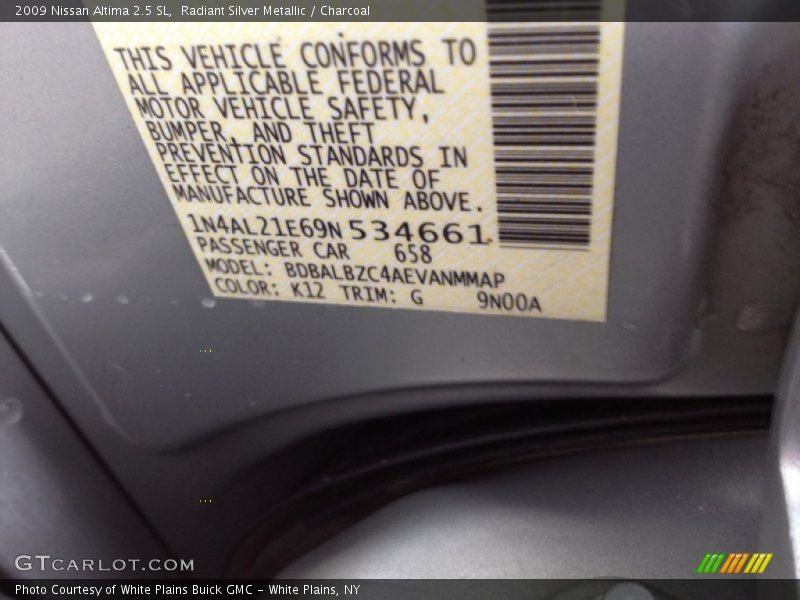 2009 Nissan Altima 2.5 SL, Radiant Silver Metallic / Charcoal
THIS VEHICLE CONFORMS TO
ALL APPLICABLE FEDERAL
MOTOR VEHICLE SAFETY,
BUMPER, AND THEFT
PREVENTION STANDARDS IN
EFFECT ON THE DATE OF
MANUFACTURE SHOWN ABOVE.
1N4AL21E69N 534661
PASSENGER CAR 658
MODEL: BDBALBZC4AEVANMMAP
COLOR: K12 TRIM: G 9N00A
GTCARLOT.COM
Photo Courtesy of White Plains Buick GMC - White Plains, NY